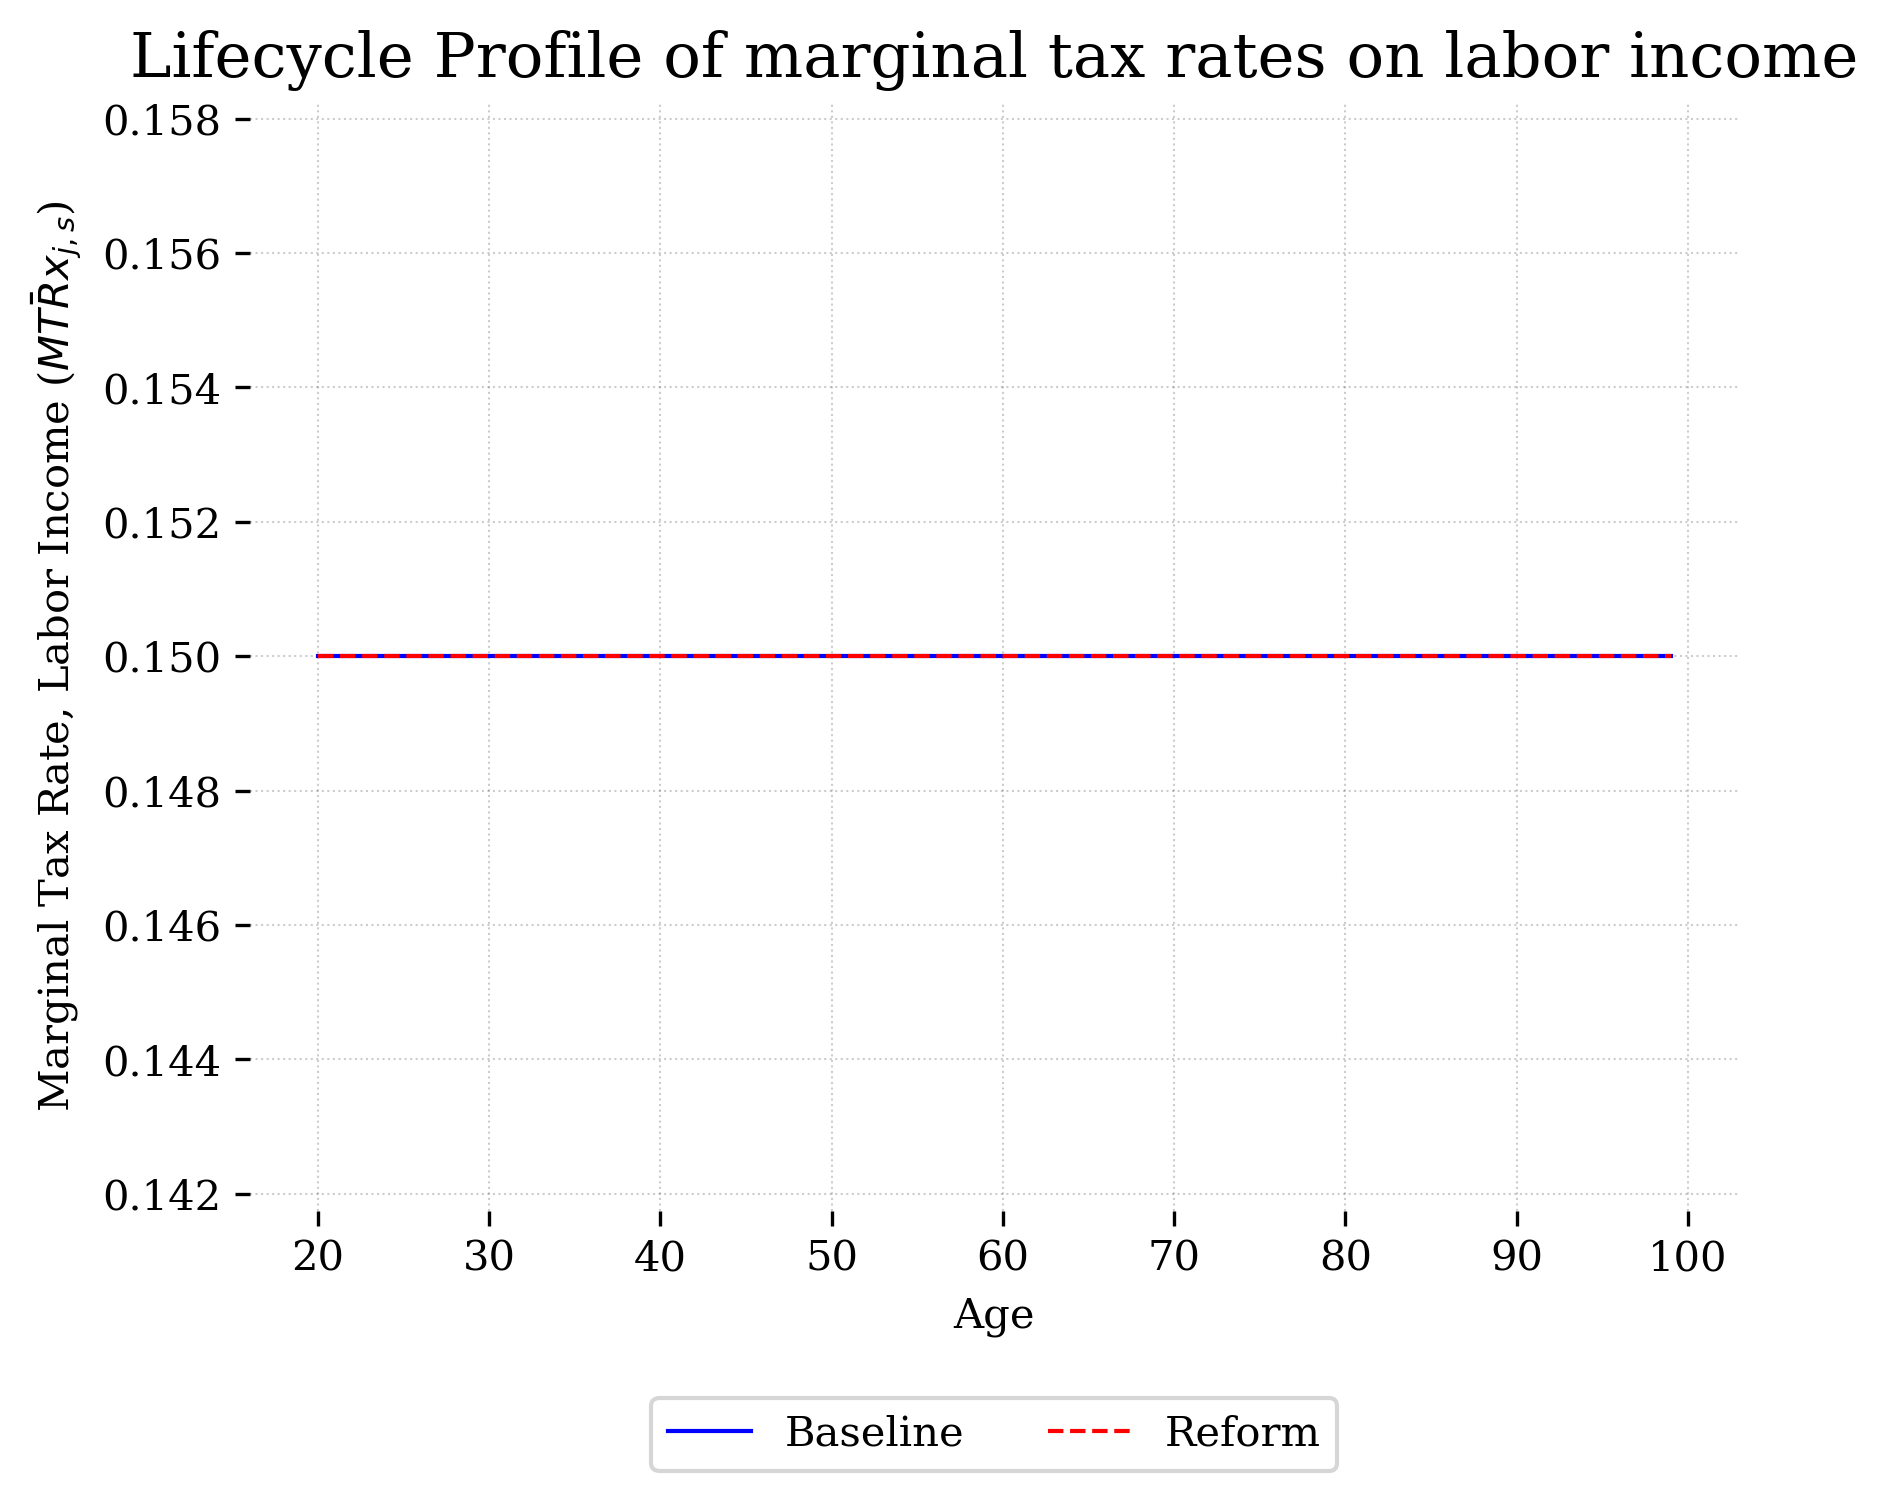 Lifecycle Profile of marginal tax rates on labor income
Marginal Tax Rate, Labor Income ($\bar{MTRx}_{j,s}$)
0.158
0.156
0.154
0.152
0.150
0.148
0.146
0.144
0.142
20 30 40 50 60 70 80 90 100
Age
Baseline Reform